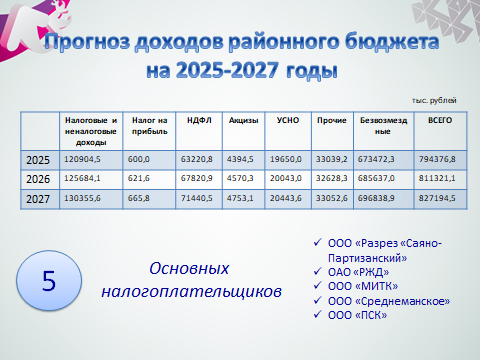 Прогноз доходов районного бюджета
на 2025-2027 годы
тыс. рублей
Налоговые и неналоговые доходы | Налог на прибыль | НДФЛ | Акцизы | УСНО | Прочие | Безвозмезд ные | ВСЕГО
2025 | 120904,5 | 600,0 | 63220,8 | 4394,5 | 19650,0 | 33039,2 | 673472,3 | 794376,8
2026 | 125684,1 | 621,6 | 67820,9 | 4570,3 | 20043,0 | 32628,3 | 685637,0 | 811321,1
2027 | 130355,6 | 665,8 | 71440,5 | 4753,1 | 20443,6 | 33052,6 | 696838,9 | 827194,5
5
Основных
налогоплательщиков
✓ ООО «Разрез «Саяно-
Партизанский»
✓ ОАО «РЖД»
✓ ООО «МИТК»
✓ ООО «Среднеманское»
✓ ООО «ПСК»